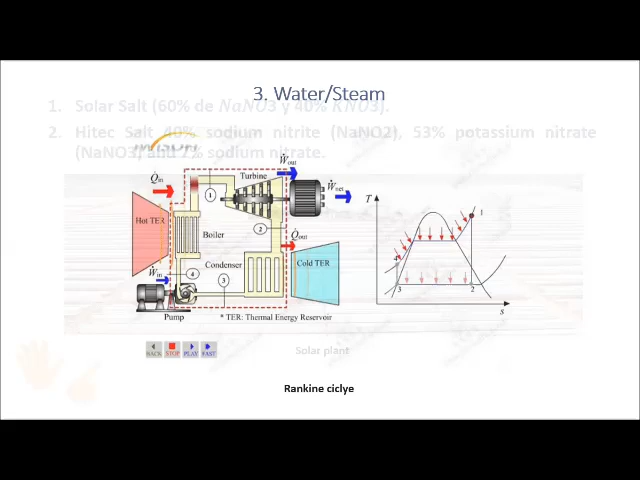 3. Water/Steam
1. Solar Salt (60% de NaNO3 y 40% KNO3).
2. Hitec Salt 40% sodium nitrite (NaNO2), 53% potassium nitrate
(NaNO3) and 7% sodium nitrate.
Ẇout
Q̇in
Turbine
Ẇnet
1
T
1
Hot TER
2
Q̇out
Boiler
4
Condenser
Cold TER
Ẇin
4
3
3
2
s
Pump
* TER: Thermal Energy Reservoir
BACK STOP PLAY FAST
Solar plant
Rankine ciclye